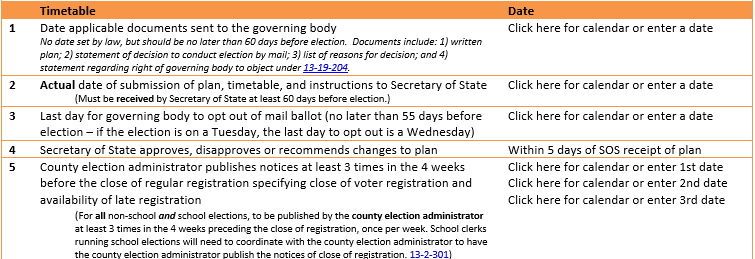 Timetable Date
1 Date applicable documents sent to the governing body Click here for calendar or enter a date
No date set by law, but should be no later than 60 days before election. Documents include: 1) written
plan; 2) statement of decision to conduct election by mail; 3) list of reasons for decision; and 4)
statement regarding right of governing body to object under 13-19-204.
2 Actual date of submission of plan, timetable, and instructions to Secretary of State Click here for calendar or enter a date
(Must be received by Secretary of State at least 60 days before election.)
3 Last day for governing body to opt out of mail ballot (no later than 55 days before Click here for calendar or enter a date
election – if the election is on a Tuesday, the last day to opt out is a Wednesday)
4 Secretary of State approves, disapproves or recommends changes to plan Within 5 days of SOS receipt of plan
5 County election administrator publishes notices at least 3 times in the 4 weeks Click here for calendar or enter 1st date
before the close of regular registration specifying close of voter registration and Click here for calendar or enter 2nd date
availability of late registration Click here for calendar or enter 3rd date
(For all non-school and school elections, to be published by the county election administrator
at least 3 times in the 4 weeks preceding the close of registration, once per week. School clerks
running school elections will need to coordinate with the county election administrator to have
the county election administrator publish the notices of close of registration. 13-2-301)